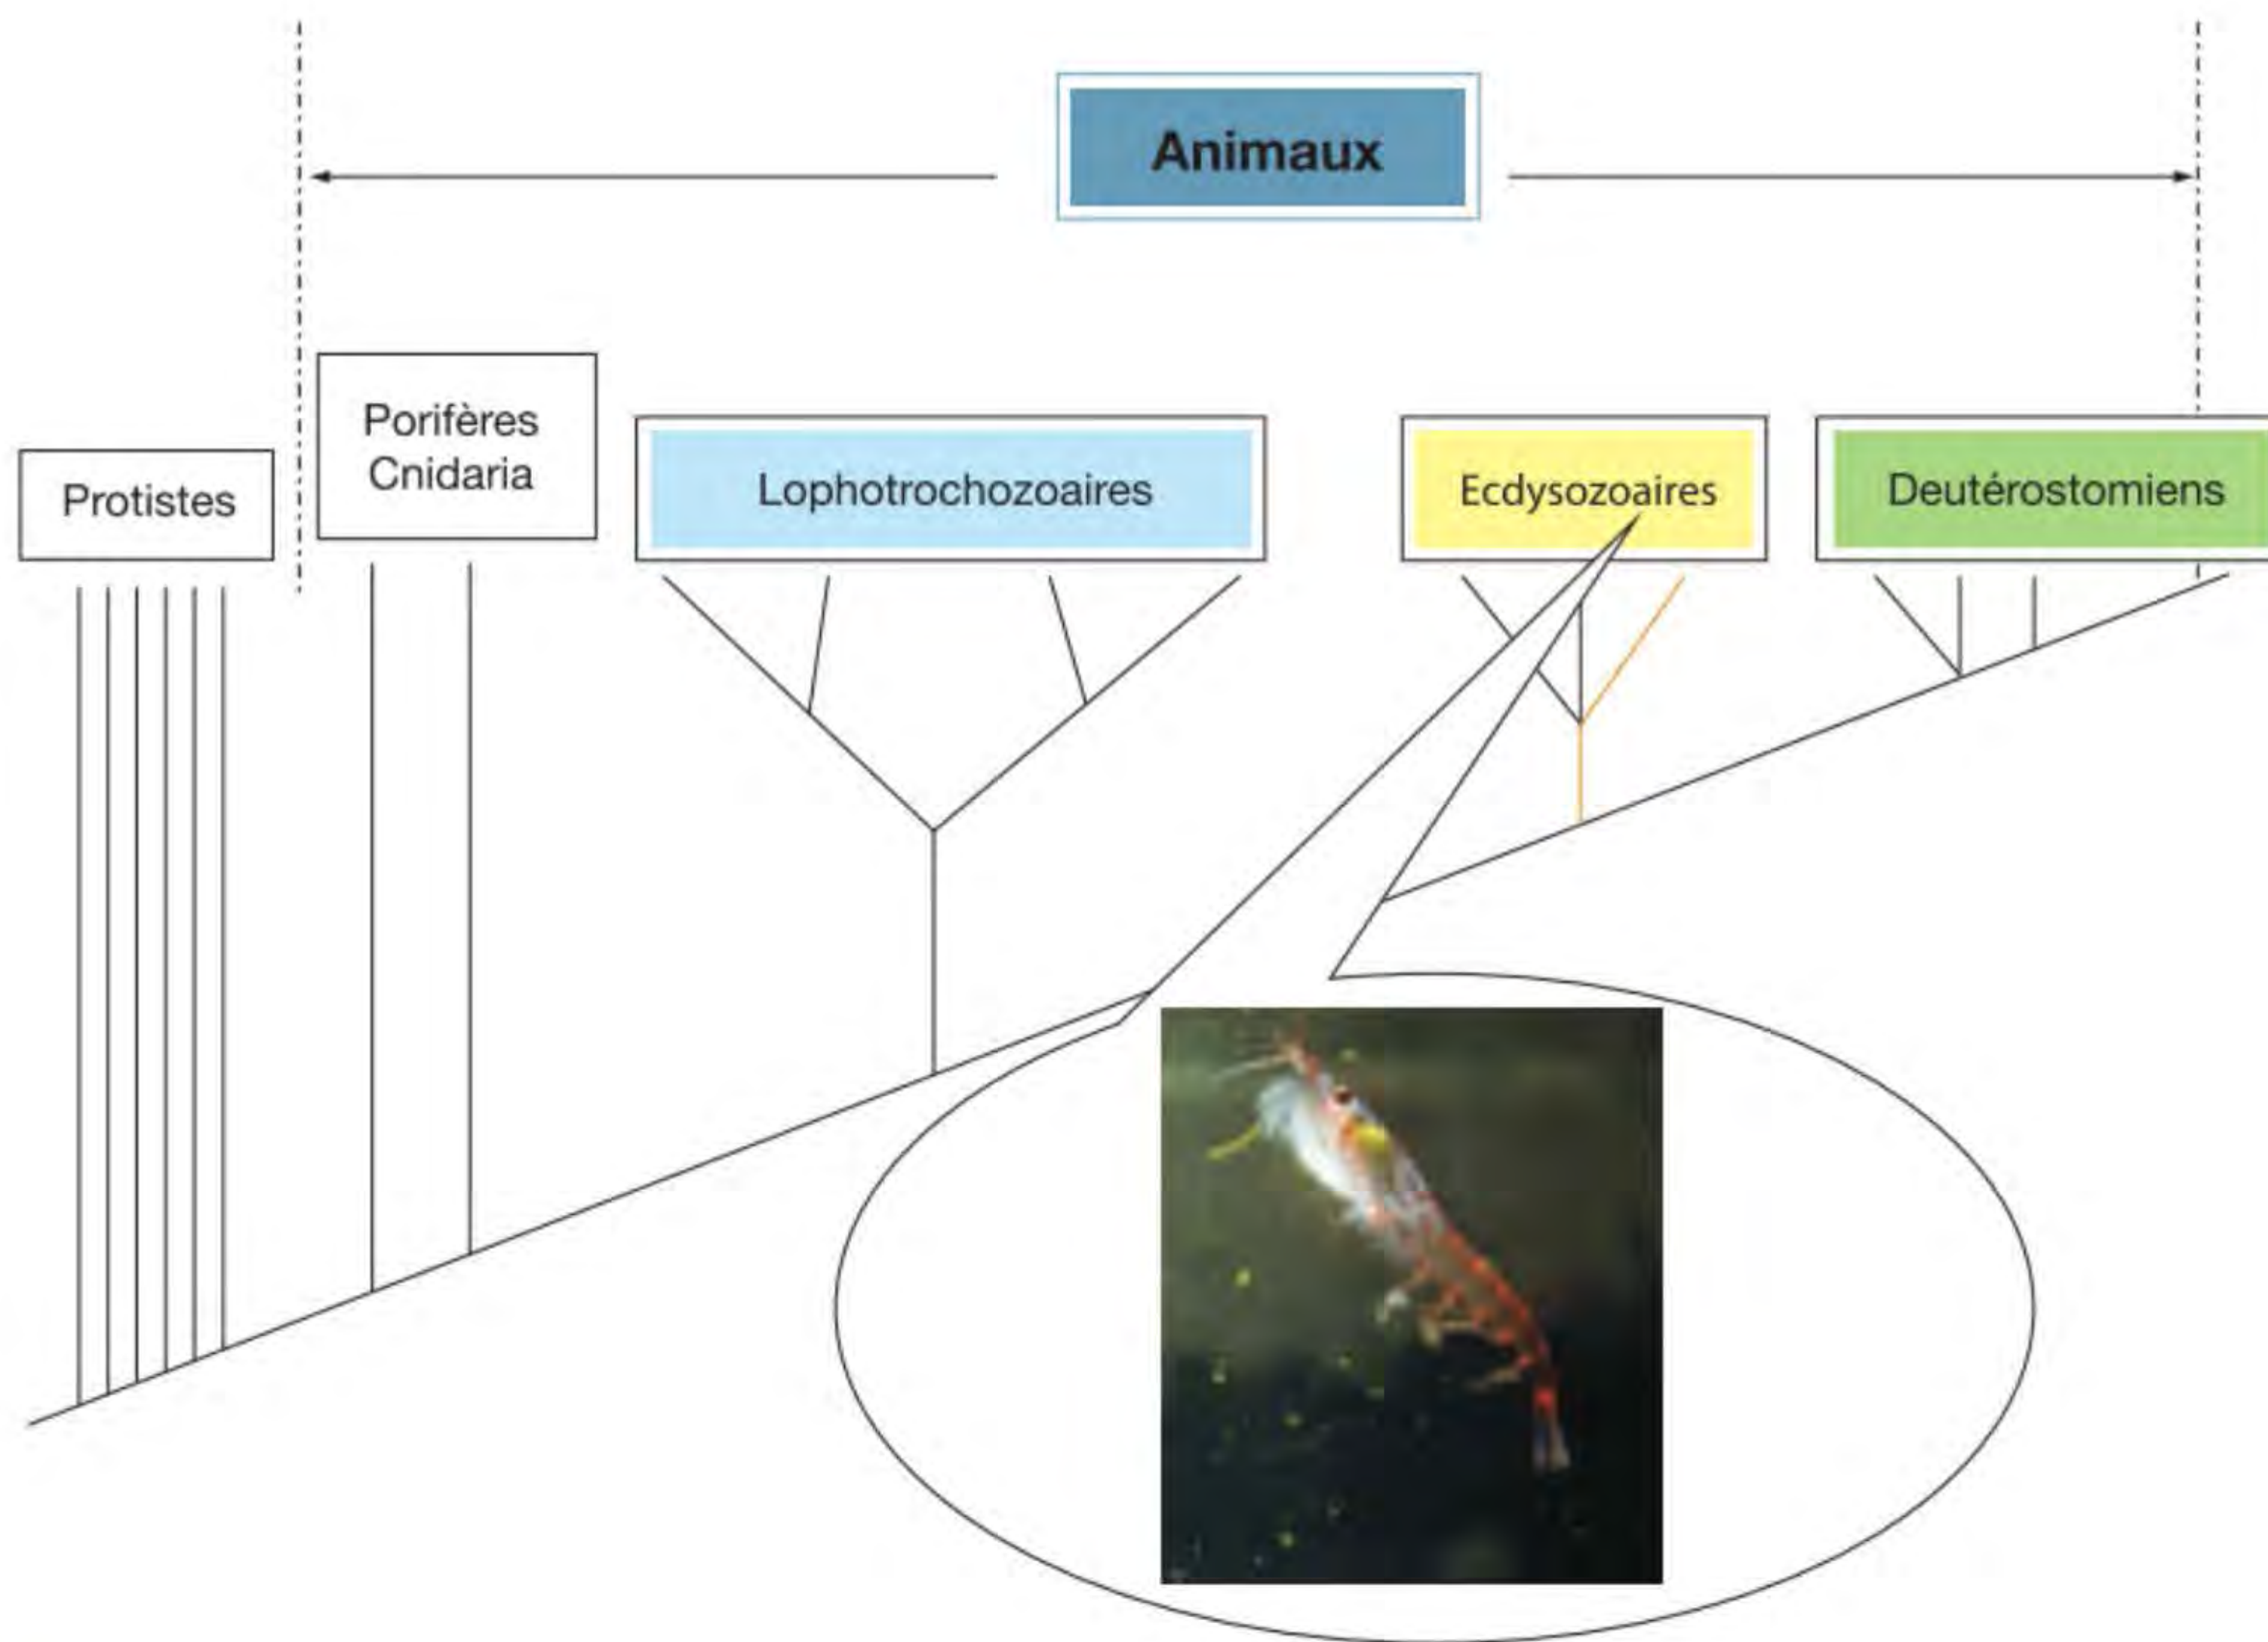 Animaux
Porifères
Cnidaria
Protistes
Lophotrochozoaires
Ecdysozoaires
Deutérostomiens